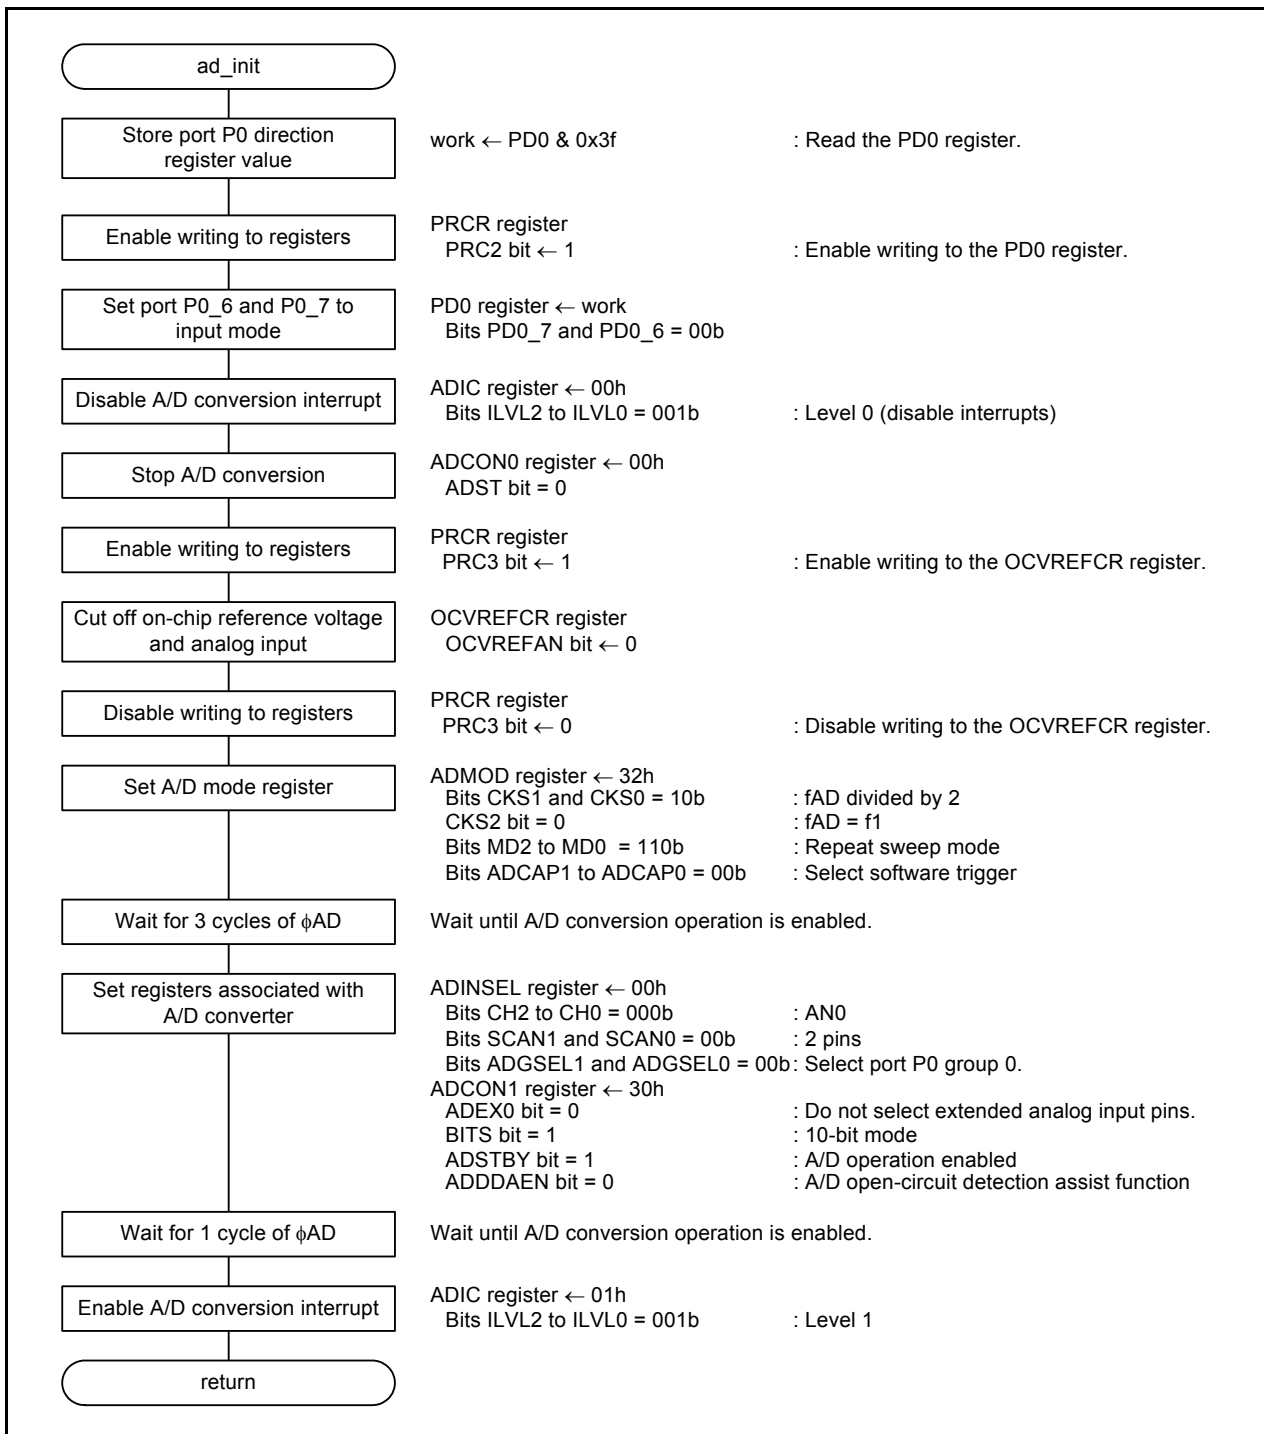 ad_init
Store port P0 direction
register value
work ← PD0 & 0x3f : Read the PD0 register.
Enable writing to registers
PRCR register
PRC2 bit ← 1 : Enable writing to the PD0 register.
Set port P0_6 and P0_7 to
input mode
PD0 register ← work
Bits PD0_7 and PD0_6 = 00b
Disable A/D conversion interrupt
ADIC register ← 00h
Bits ILVL2 to ILVL0 = 001b : Level 0 (disable interrupts)
Stop A/D conversion
ADCON0 register ← 00h
ADST bit = 0
Enable writing to registers
PRCR register
PRC3 bit ← 1 : Enable writing to the OCVREFCR register.
Cut off on-chip reference voltage
and analog input
OCVREFCR register
OCVREFAN bit ← 0
Disable writing to registers
PRCR register
PRC3 bit ← 0 : Disable writing to the OCVREFCR register.
Set A/D mode register
ADMOD register ← 32h
Bits CKS1 and CKS0 = 10b : fAD divided by 2
CKS2 bit = 0 : fAD = f1
Bits MD2 to MD0 = 110b : Repeat sweep mode
Bits ADCAP1 to ADCAP0 = 00b : Select software trigger
Wait for 3 cycles of ϕAD
Wait until A/D conversion operation is enabled.
Set registers associated with
A/D converter
ADINSEL register ← 00h
Bits CH2 to CH0 = 000b : AN0
Bits SCAN1 and SCAN0 = 00b : 2 pins
Bits ADGSEL1 and ADGSEL0 = 00b : Select port P0 group 0.
ADCON1 register ← 30h
ADEX0 bit = 0 : Do not select extended analog input pins.
BITS bit = 1 : 10-bit mode
ADSTBY bit = 1 : A/D operation enabled
ADDDAEN bit = 0 : A/D open-circuit detection assist function
Wait for 1 cycle of ϕAD
Wait until A/D conversion operation is enabled.
Enable A/D conversion interrupt
ADIC register ← 01h
Bits ILVL2 to ILVL0 = 001b : Level 1
return